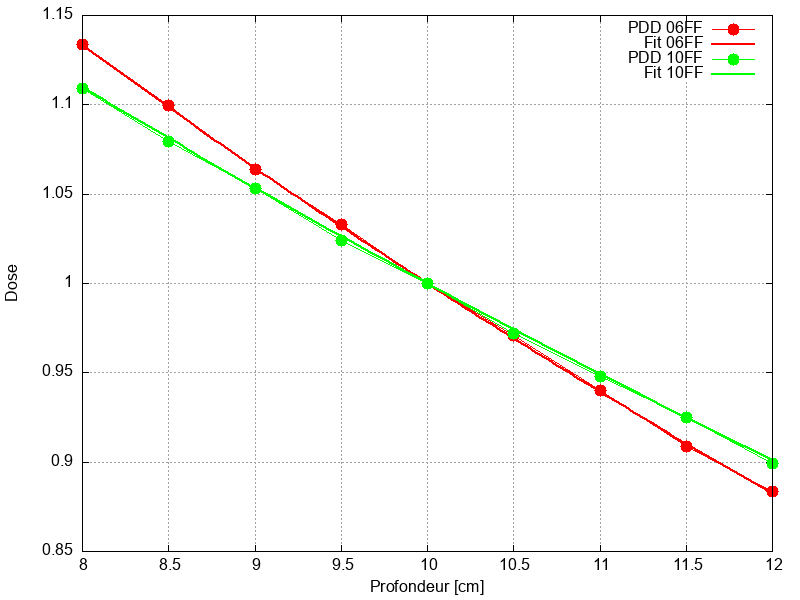 1.15
PDD 06FF
Fit 06FF
PDD 10FF
Fit 10FF
1.1
1.05
1
0.95
0.9
0.85
Dose
8 8.5 9 9.5 10 10.5 11 11.5 12
Profondeur [cm]